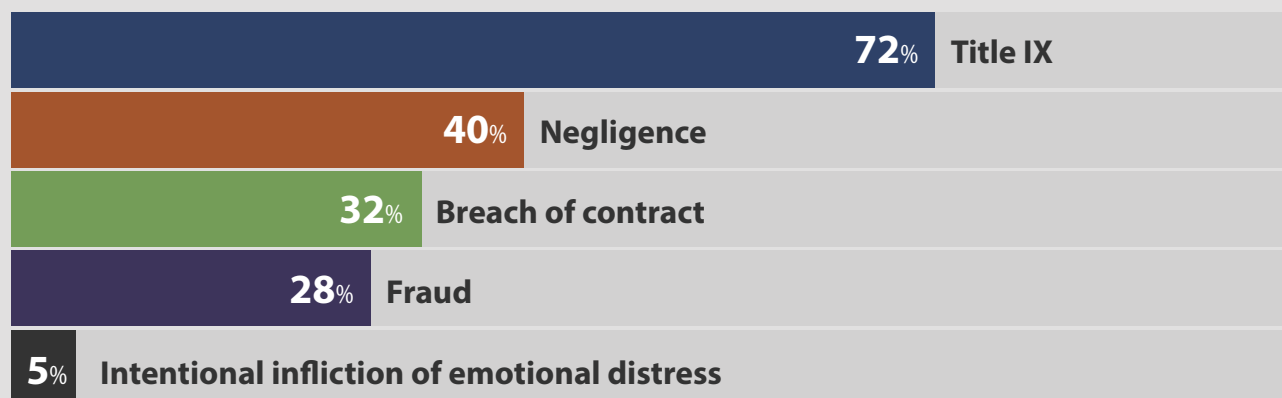 72% Title IX
40% Negligence
32% Breach of contract
28% Fraud
5% Intentional infliction of emotional distress